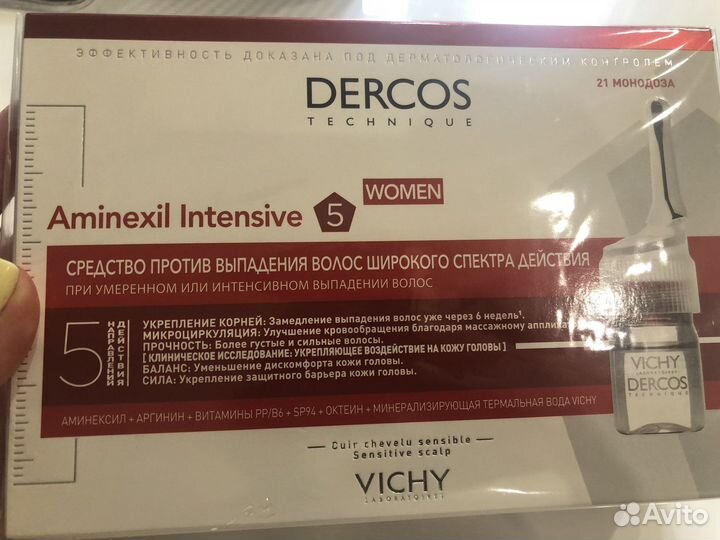 ЭФФЕКТИВНОСТЬ ДОКАЗАНА ПОД ДЕРМАТОЛОГИЧЕСКИМ КОНТРОЛЕМ
21 МОНОДОЗА
DERCOS
TECHNIQUE
WOMEN
Aminexil Intensive 5
СРЕДСТВО ПРОТИВ ВЫПАДЕНИЯ ВОЛОС ШИРОКОГО СПЕКТРА ДЕЙСТВИЯ
ПРИ УМЕРЕННОМ ИЛИ ИНТЕНСИВНОМ ВЫПАДЕНИИ ВОЛОС
5 НАПРАВЛЕНИЙ ДЕЙСТВИЯ
УКРЕПЛЕНИЕ КОРНЕЙ: Замедление выпадения волос уже через 6 недель¹.
МИКРОЦИРКУЛЯЦИЯ: Улучшение кровообращения благодаря массажному
ПРОЧНОСТЬ: Более густые и сильные волосы.
[ КЛИНИЧЕСКОЕ ИССЛЕДОВАНИЕ: УКРЕПЛЯЮЩЕЕ ВОЗДЕЙСТВИЕ НА КОЖУ ГОЛОВЫ ]
БАЛАНС: Уменьшение дискомфорта кожи головы.
СИЛА: Укрепление защитного барьера кожи головы.
АМИНЕКСИЛ + АРГИНИН + ВИТАМИНЫ PP/B6 + SP94 + ОКТЕИН + МИНЕРАЛИЗИРУЮЩАЯ ТЕРМАЛЬНАЯ ВОДА VICHY
Cuir chevelu sensible
Sensitive scalp
VICHY
LABORATOIRES
VICHY
LABORATOIRES
DERCOS
TECHNIQUE
Avito